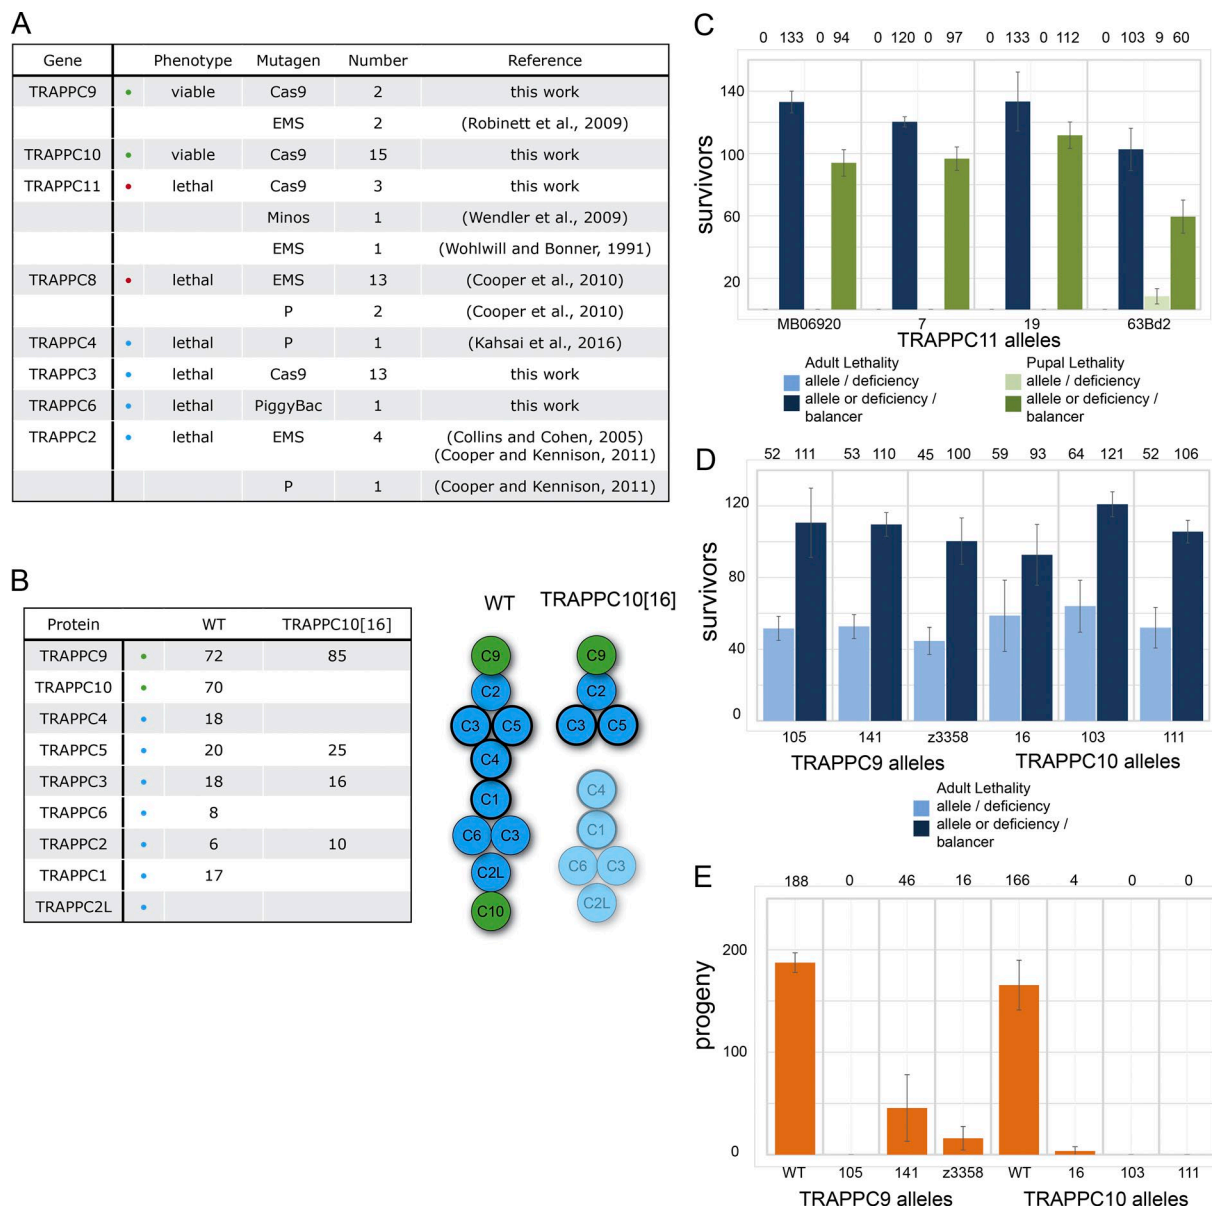 A
Gene Phenotype Mutagen Number Reference
TRAPPC9 viable Cas9 2 this work
EMS 2 (Robinett et al., 2009)
TRAPPC10 viable Cas9 15 this work
TRAPPC11 lethal Cas9 3 this work
Minos 1 (Wendler et al., 2009)
EMS 1 (Wohlwill and Bonner, 1991)
TRAPPC8 lethal EMS 13 (Cooper et al., 2010)
P 2 (Cooper et al., 2010)
TRAPPC4 lethal P 1 (Kahsai et al., 2016)
TRAPPC3 lethal Cas9 13 this work
TRAPPC6 lethal PiggyBac 1 this work
TRAPPC2 lethal EMS 4 (Collins and Cohen, 2005)
(Cooper and Kennison, 2011)
P 1 (Cooper and Kennison, 2011)
B
Protein WT TRAPPC10[16]
TRAPPC9 72 85
TRAPPC10 70
TRAPPC4 18
TRAPPC5 20 25
TRAPPC3 18 16
TRAPPC6 8
TRAPPC2 6 10
TRAPPC1 17
TRAPPC2L
WT TRAPPC10[16]
C9 C9
C2 C2
C3 C5 C3 C5
C4
C4
C1
C1
C6 C3
C6 C3
C2L
C2L
C10
C
0 133 0 94 0 120 0 97 0 133 0 112 0 103 9 60
survivors
140
100
60
20
MB06920 7 19 63Bd2
TRAPPC11 alleles
Adult Lethality
allele / deficiency
allele or deficiency /
balancer
Pupal Lethality
allele / deficiency
allele or deficiency /
balancer
D
52 111 53 110 45 100 59 93 64 121 52 106
survivors
120
80
40
0
105 141 z3358 16 103 111
TRAPPC9 alleles TRAPPC10 alleles
Adult Lethality
allele / deficiency
allele or deficiency /
balancer
E
188 0 46 16 166 4 0 0
progeny
200
100
0
WT 105 141 z3358 WT 16 103 111
TRAPPC9 alleles TRAPPC10 alleles